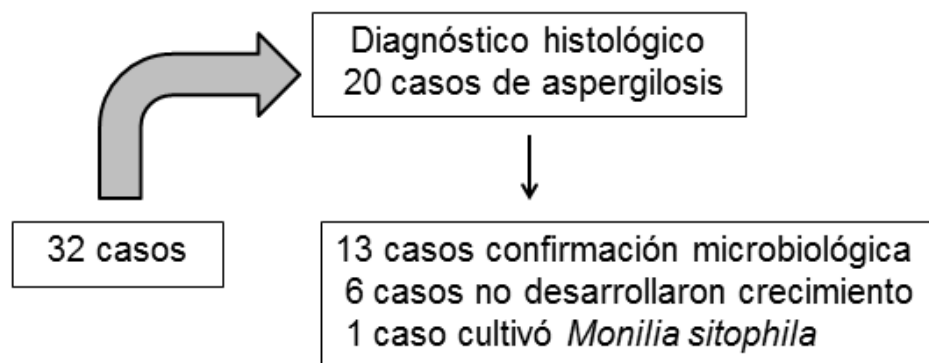 Diagnóstico histológico
20 casos de aspergilosis
32 casos
13 casos confirmación microbiológica
6 casos no desarrollaron crecimiento
1 caso cultivó Monilia sitophila